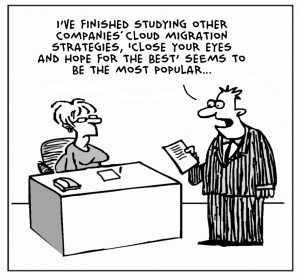 I'VE FINISHED STUDYING OTHER
COMPANIES' CLOUD MIGRATION
STRATEGIES, 'CLOSE YOUR EYES
AND HOPE FOR THE BEST' SEEMS TO
BE THE MOST POPULAR...